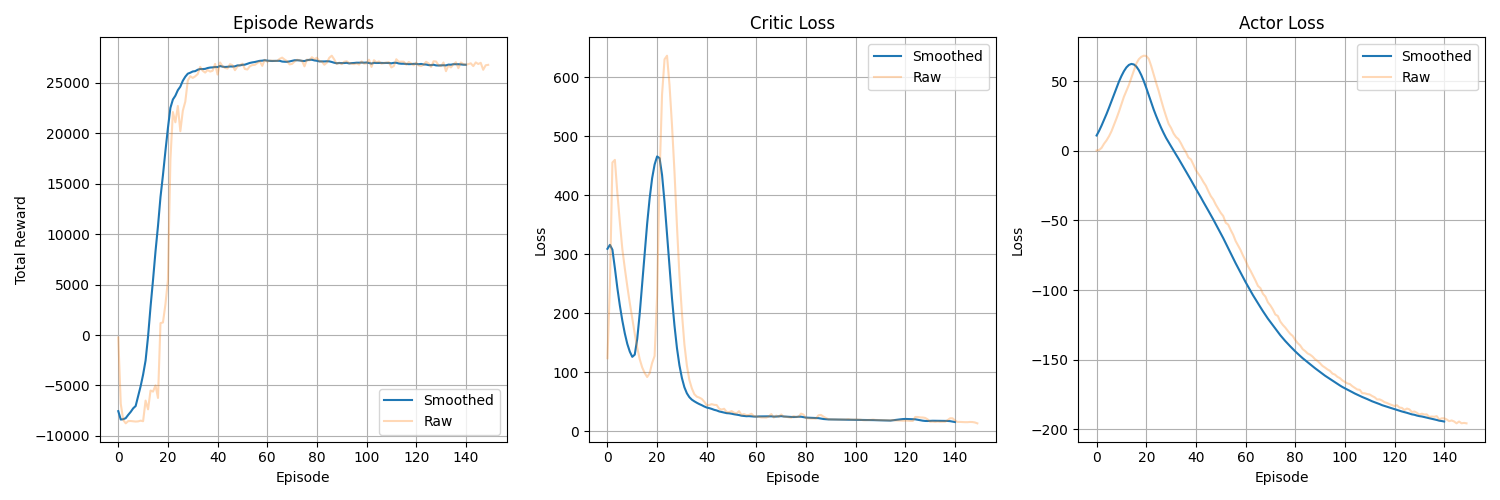 Episode Rewards
Total Reward
25000
20000
15000
10000
5000
0
−5000
−10000
0 20 40 60 80 100 120 140
Episode
Smoothed
Raw
Critic Loss
Loss
600
500
400
300
200
100
0
0 20 40 60 80 100 120 140
Episode
Smoothed
Raw
Actor Loss
Loss
50
0
−50
−100
−150
−200
0 20 40 60 80 100 120 140
Episode
Smoothed
Raw